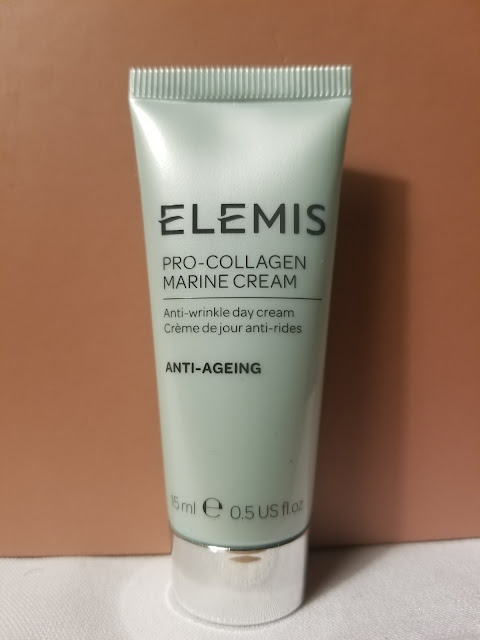 ELEMIS
PRO-COLLAGEN
MARINE CREAM
Anti-wrinkle day cream
Crème de jour anti-rides
ANTI-AGEING
15 ml ℮ 0.5 US fl.oz